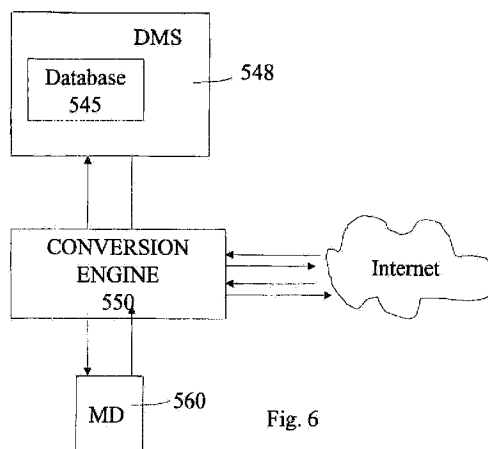 DMS
Database
545
548
CONVERSION
ENGINE
550
Internet
MD
560
Fig. 6